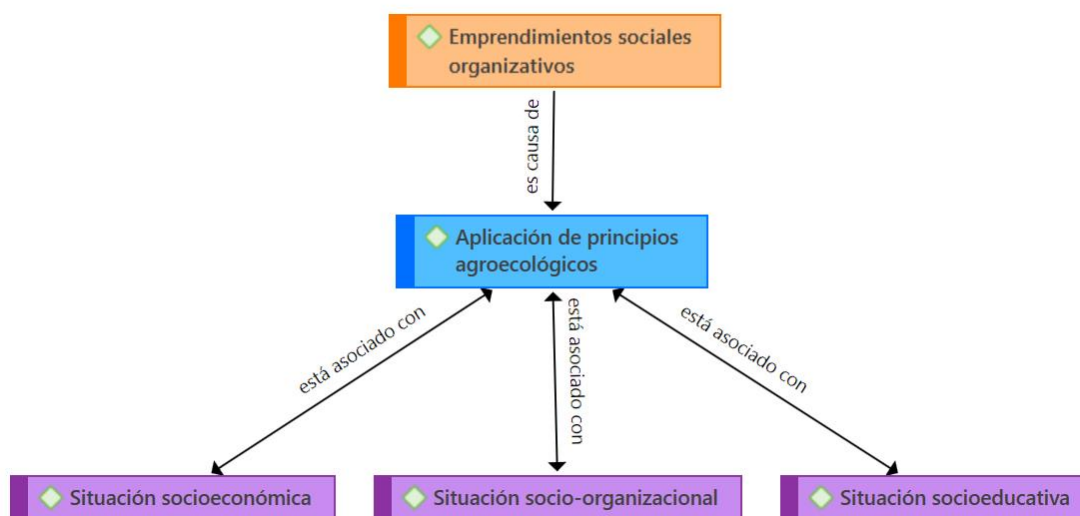 Emprendimientos sociales
organizativos
es causa de
Aplicación de principios
agroecológicos
está asociado con
está asociado con
está asociado con
Situación socioeconómica
Situación socio-organizacional
Situación socioeducativa